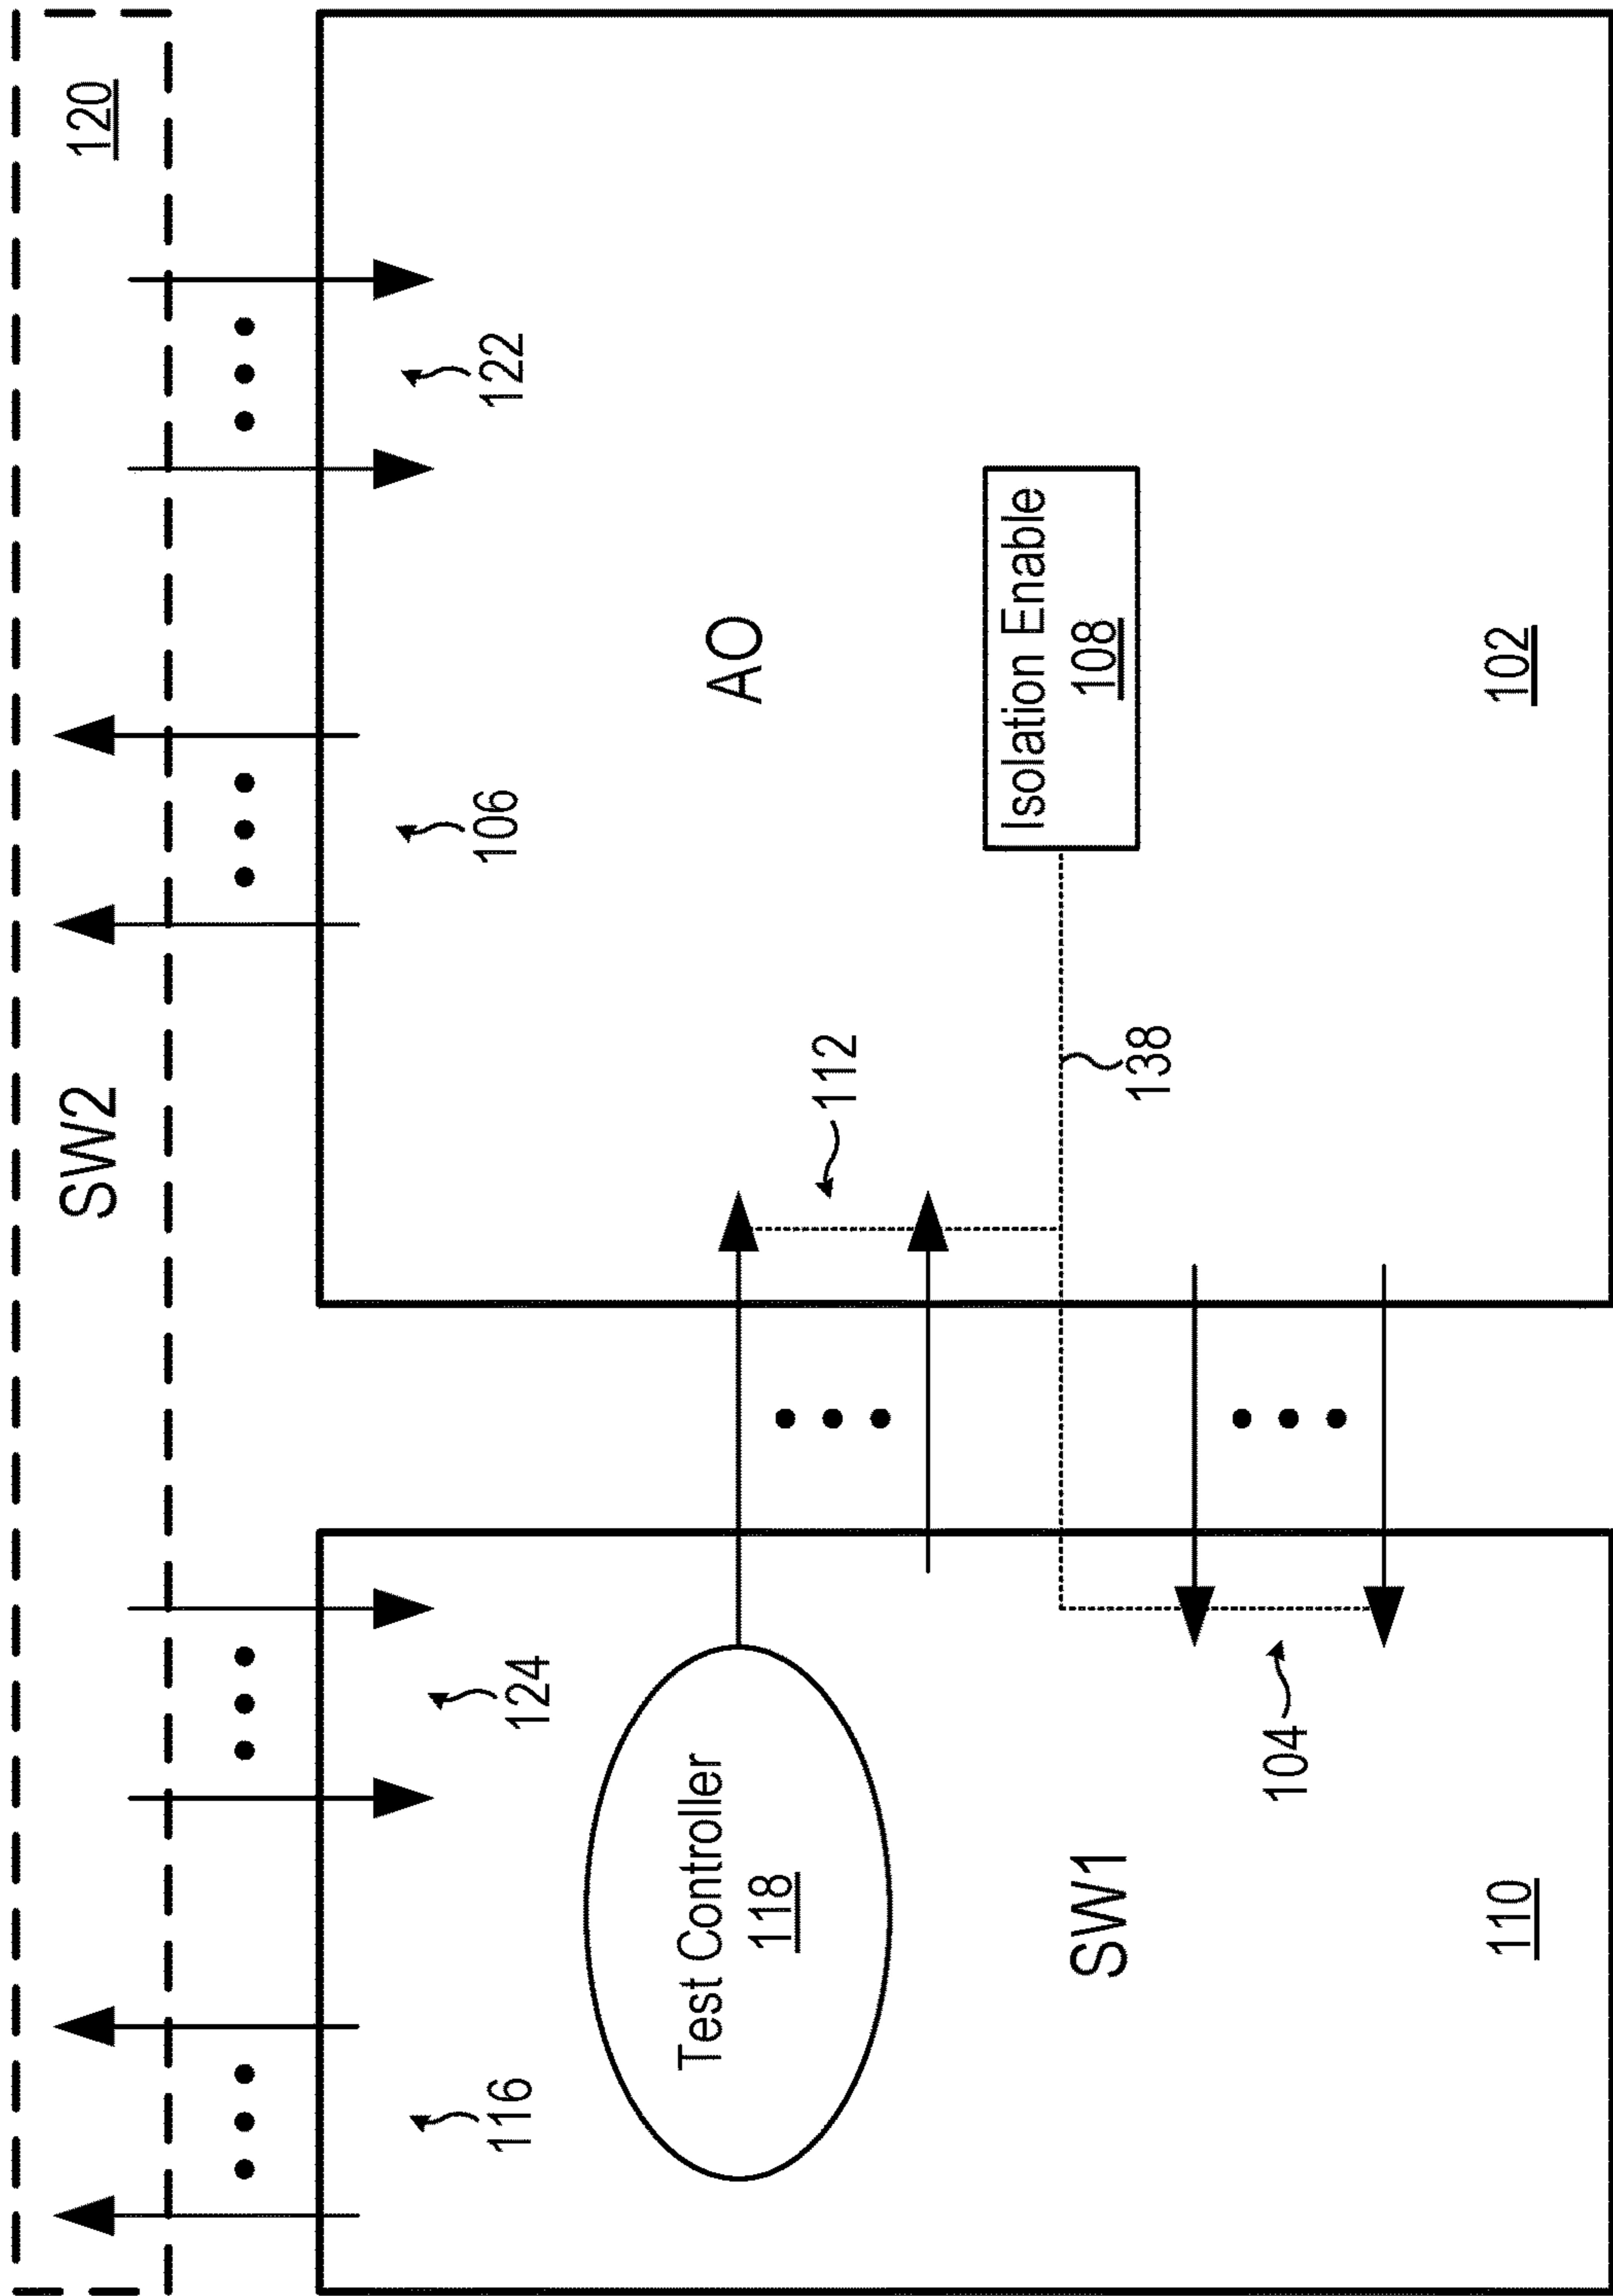 SW2
120
116
124
106
122
Test Controller
118
112
AO
138
Isolation Enable
108
SW1
104
110
102